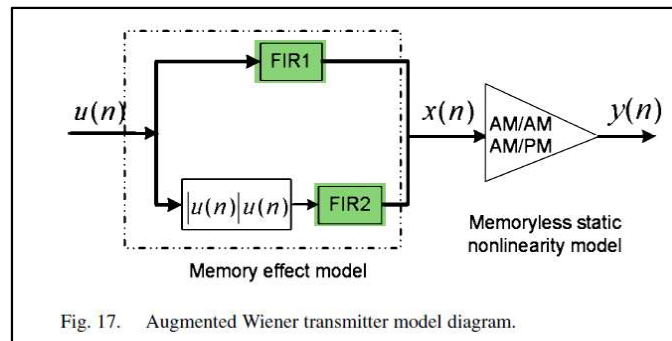 FIR1
u(n)
x(n)
y(n)
AM/AM
AM/PM
|u(n)|u(n)
FIR2
Memoryless static
nonlinearity model
Memory effect model
Fig. 17. Augmented Wiener transmitter model diagram.